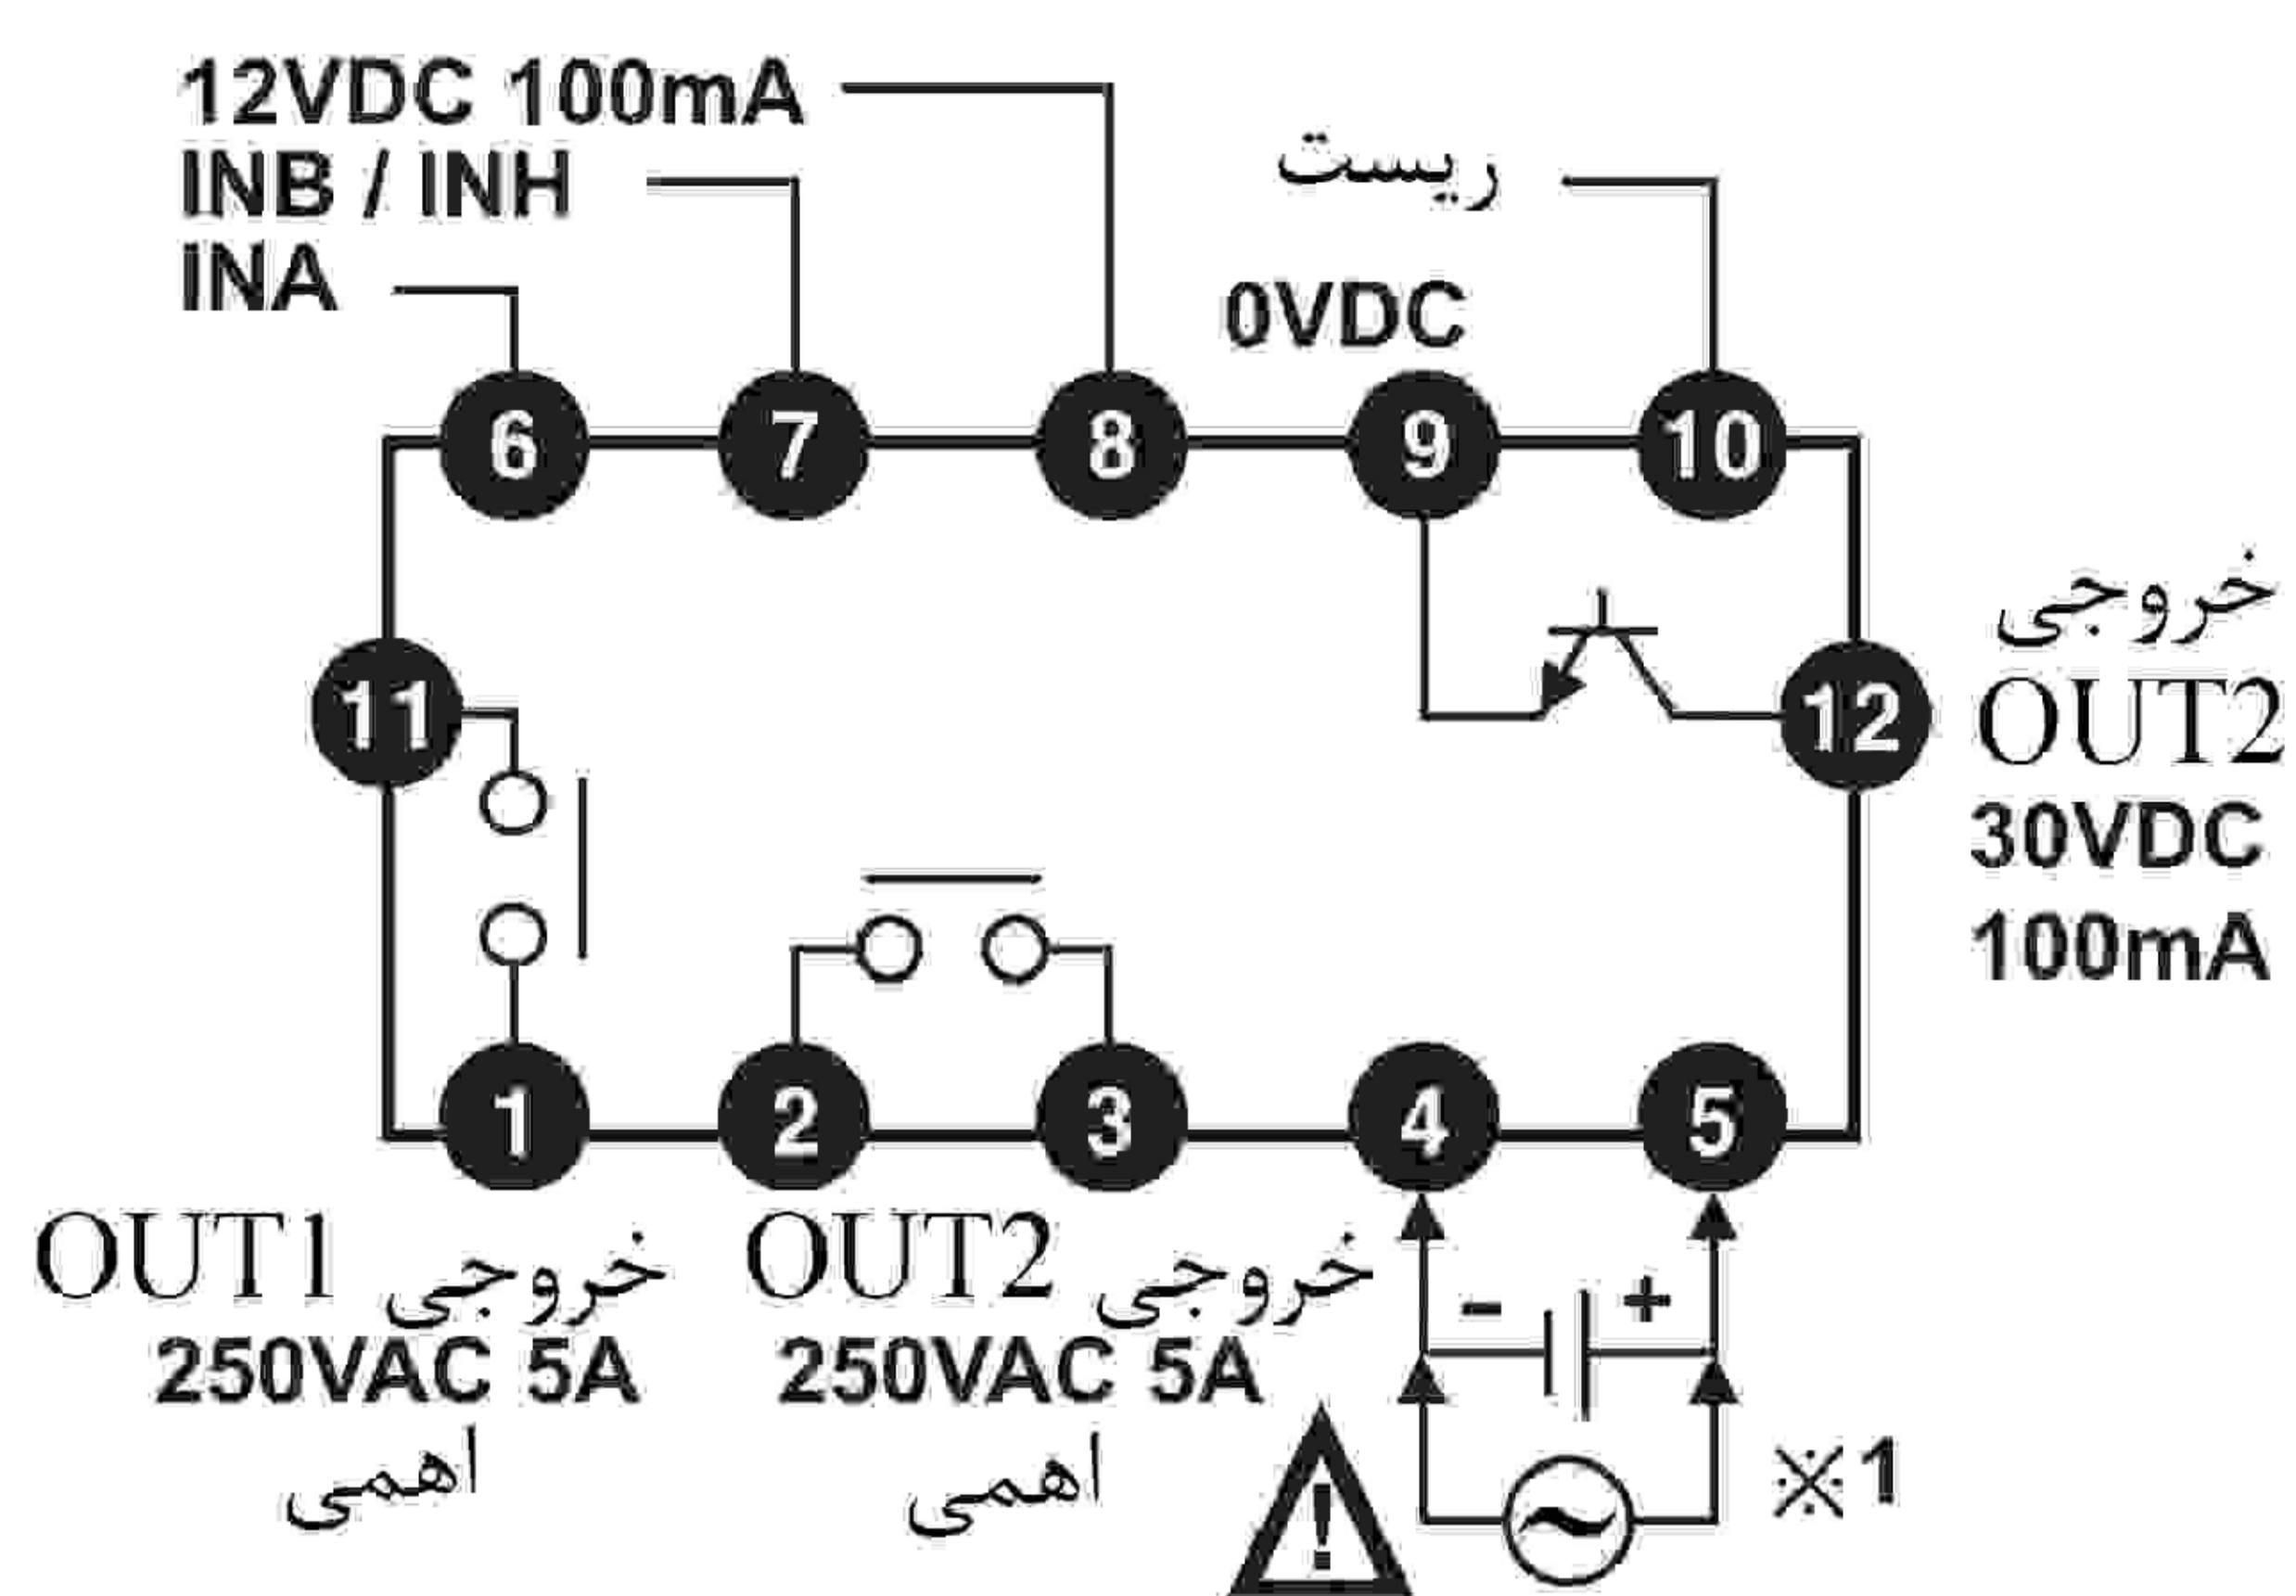 12VDC 100mA
INB / INH
INA
ریست
0VDC
6
7
8
9
10
11
12
خروجی
OUT2
30VDC
100mA
1
2
3
4
5
OUT1 خروجی
250VAC 5A
اهمی
OUT2 خروجی
250VAC 5A
اهمی
- +
!
※1